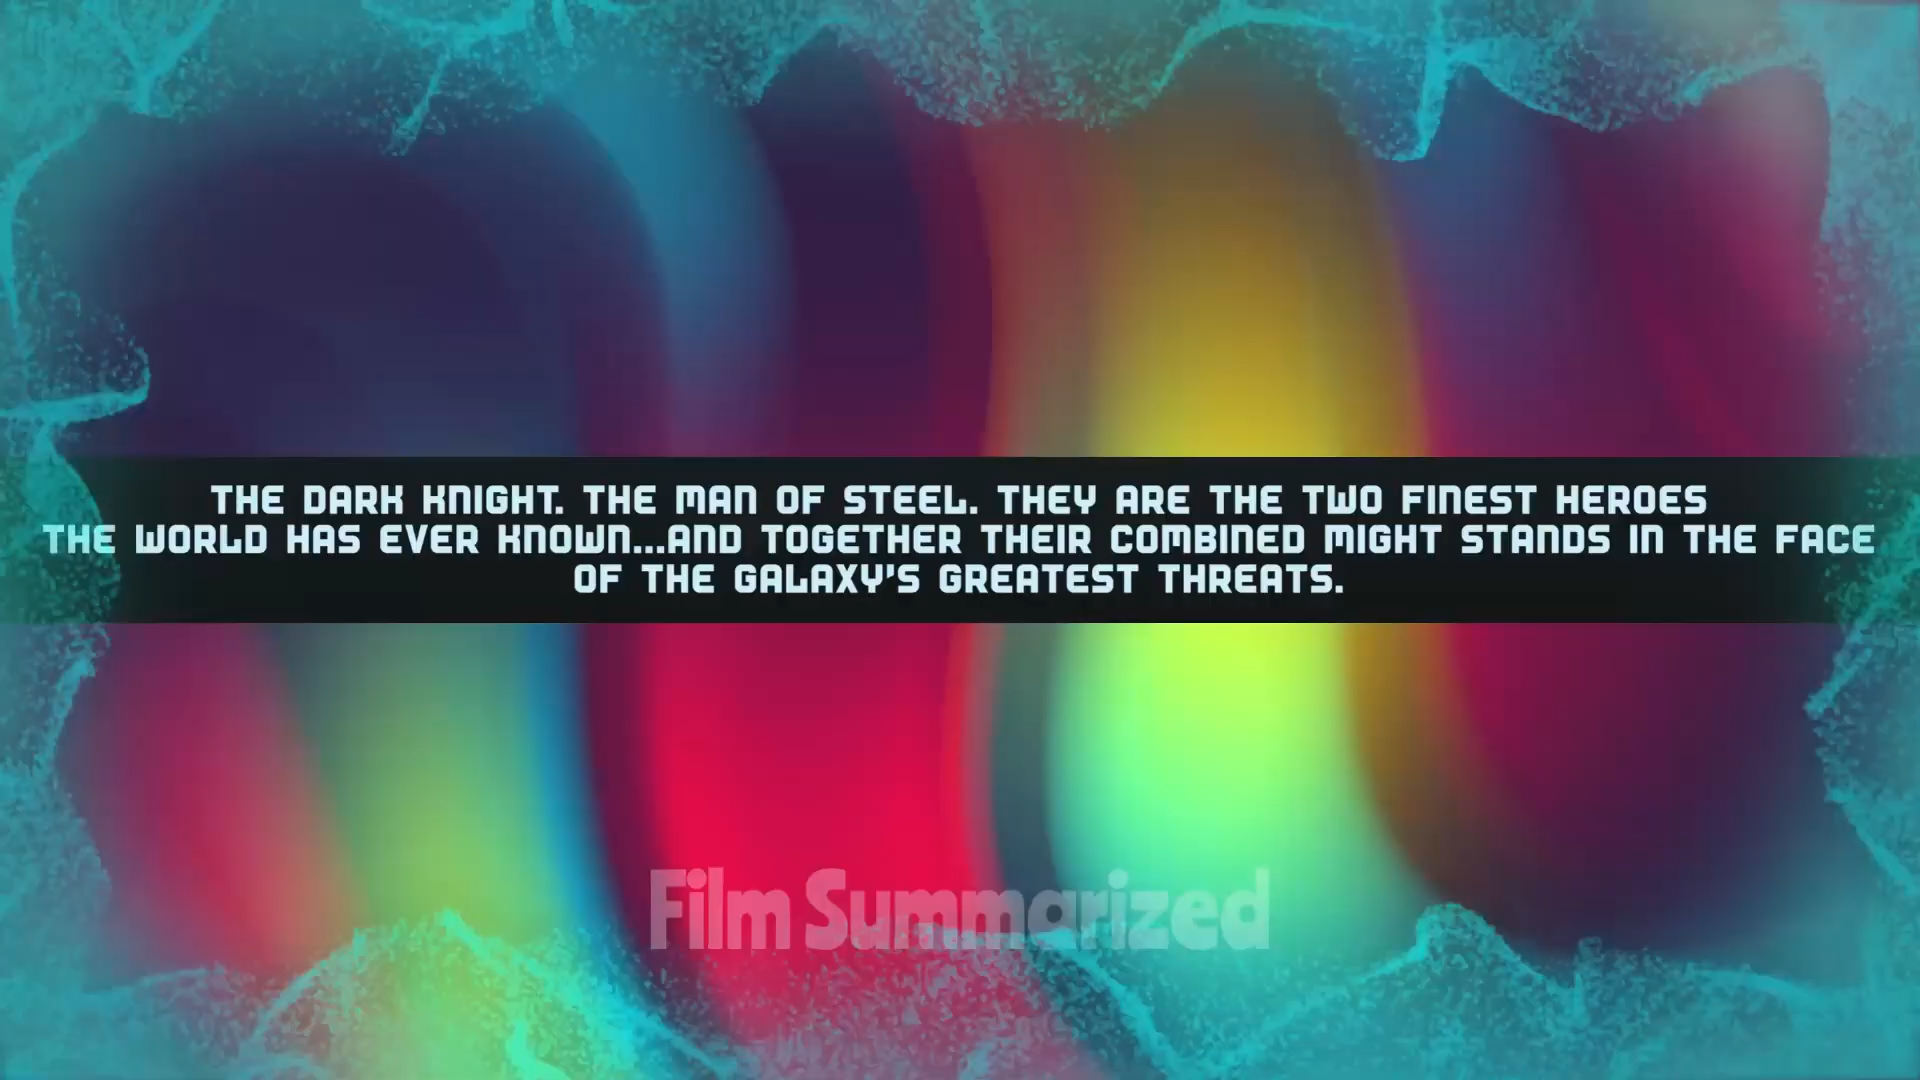 THE DARK KNIGHT. THE MAN OF STEEL. THEY ARE THE TWO FINEST HEROES
THE WORLD HAS EVER KNOWN...AND TOGETHER THEIR COMBINED MIGHT STANDS IN THE FACE
OF THE GALAXY'S GREATEST THREATS.
Film Summarized